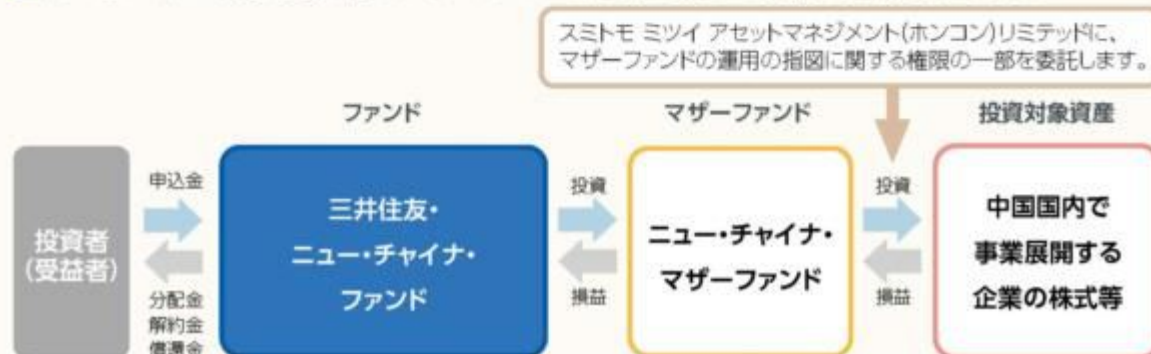 スミトモ ミツイ アセットマネジメント(ホンコン)リミテッドに、
マザーファンドの運用の指図に関する権限の一部を委託します。
ファンド
マザーファンド
投資対象資産
投資者
(受益者)
申込金
分配金
解約金
償還金
三井住友・
ニュー・チャイナ・
ファンド
投資
損益
ニュー・チャイナ・
マザーファンド
投資
損益
中国国内で
事業展開する
企業の株式等